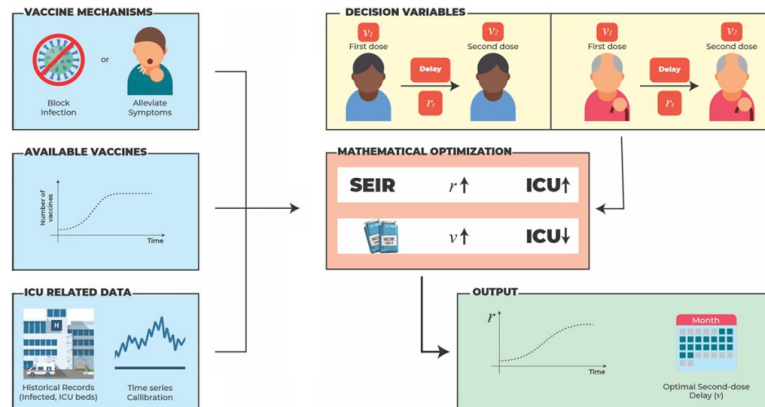 VACCINE MECHANISMS
or
Block
Infection
Alleviate
Symptoms
AVAILABLE VACCINES
Number of
vaccines
Time
ICU RELATED DATA
H
Historical Records
(Infected, ICU beds)
Time series
Callibration
DECISION VARIABLES
v1
First dose
Delay
r1
v2
Second dose
v1
First dose
Delay
r1
v2
Second dose
MATHEMATICAL OPTIMIZATION
SEIR
r↑
ICU↑
v↑
ICU↓
OUTPUT
r
Time
Month
Optimal Second-dose
Delay (v)